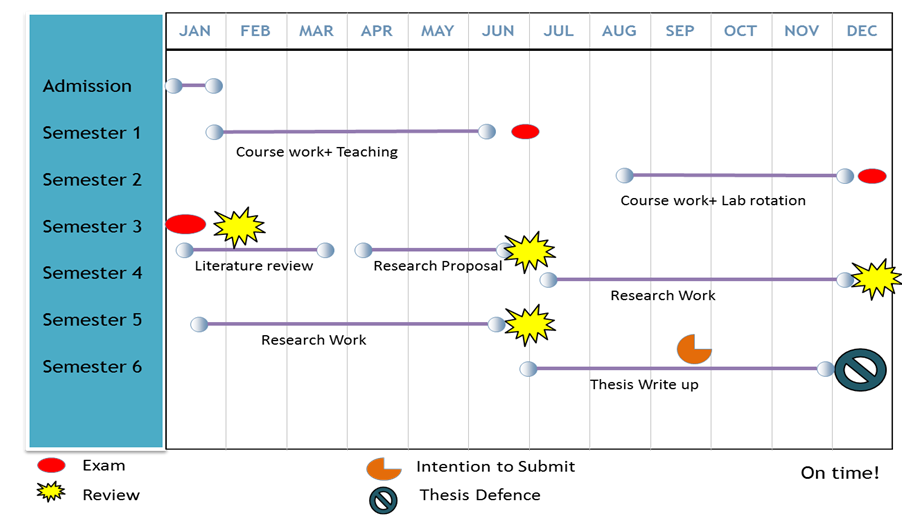 JAN FEB MAR APR MAY JUN JUL AUG SEP OCT NOV DEC
Admission
Semester 1
Course work+ Teaching
Semester 2
Course work+ Lab rotation
Semester 3
Literature review
Research Proposal
Semester 4
Research Work
Semester 5
Research Work
Semester 6
Thesis Write up
Exam
Intention to Submit
On time!
Review
Thesis Defence